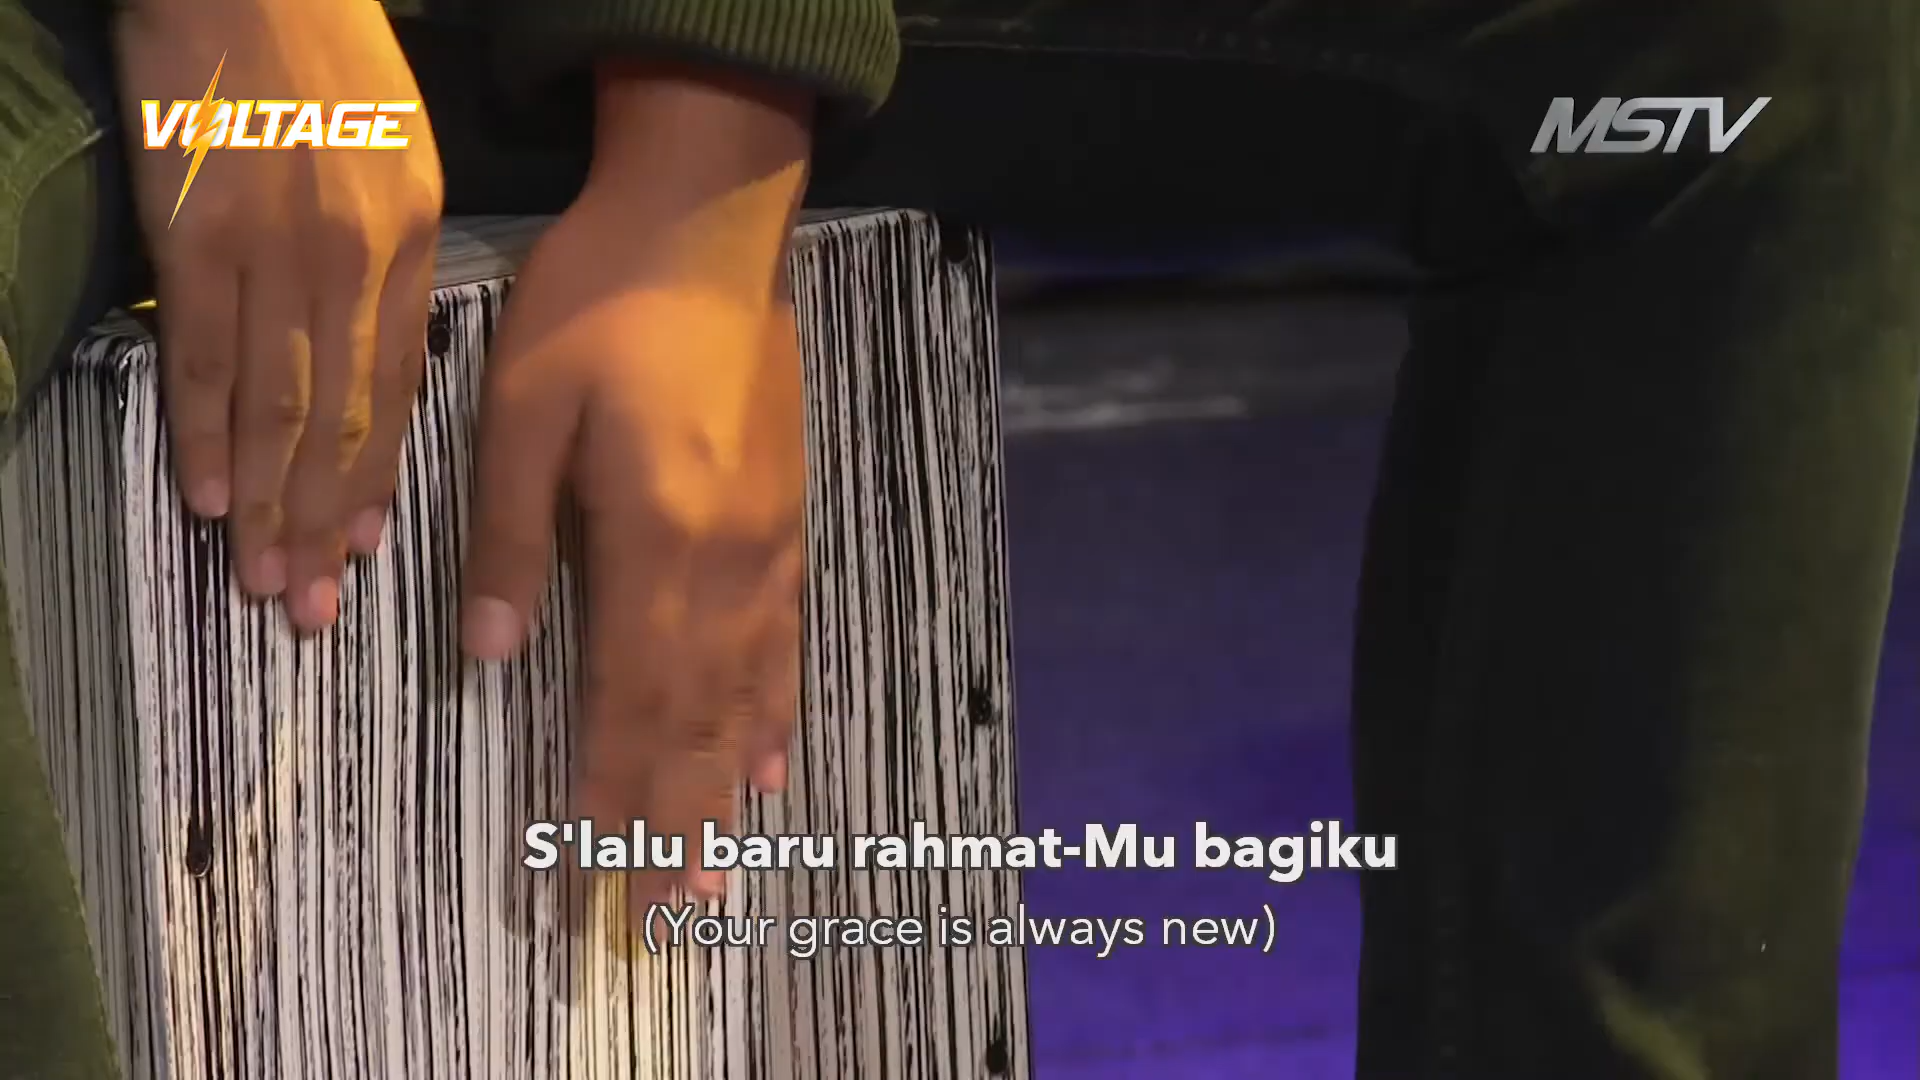 VOLTAGE
MSTV
S'lalu baru rahmat-Mu bagiku
(Your grace is always new)